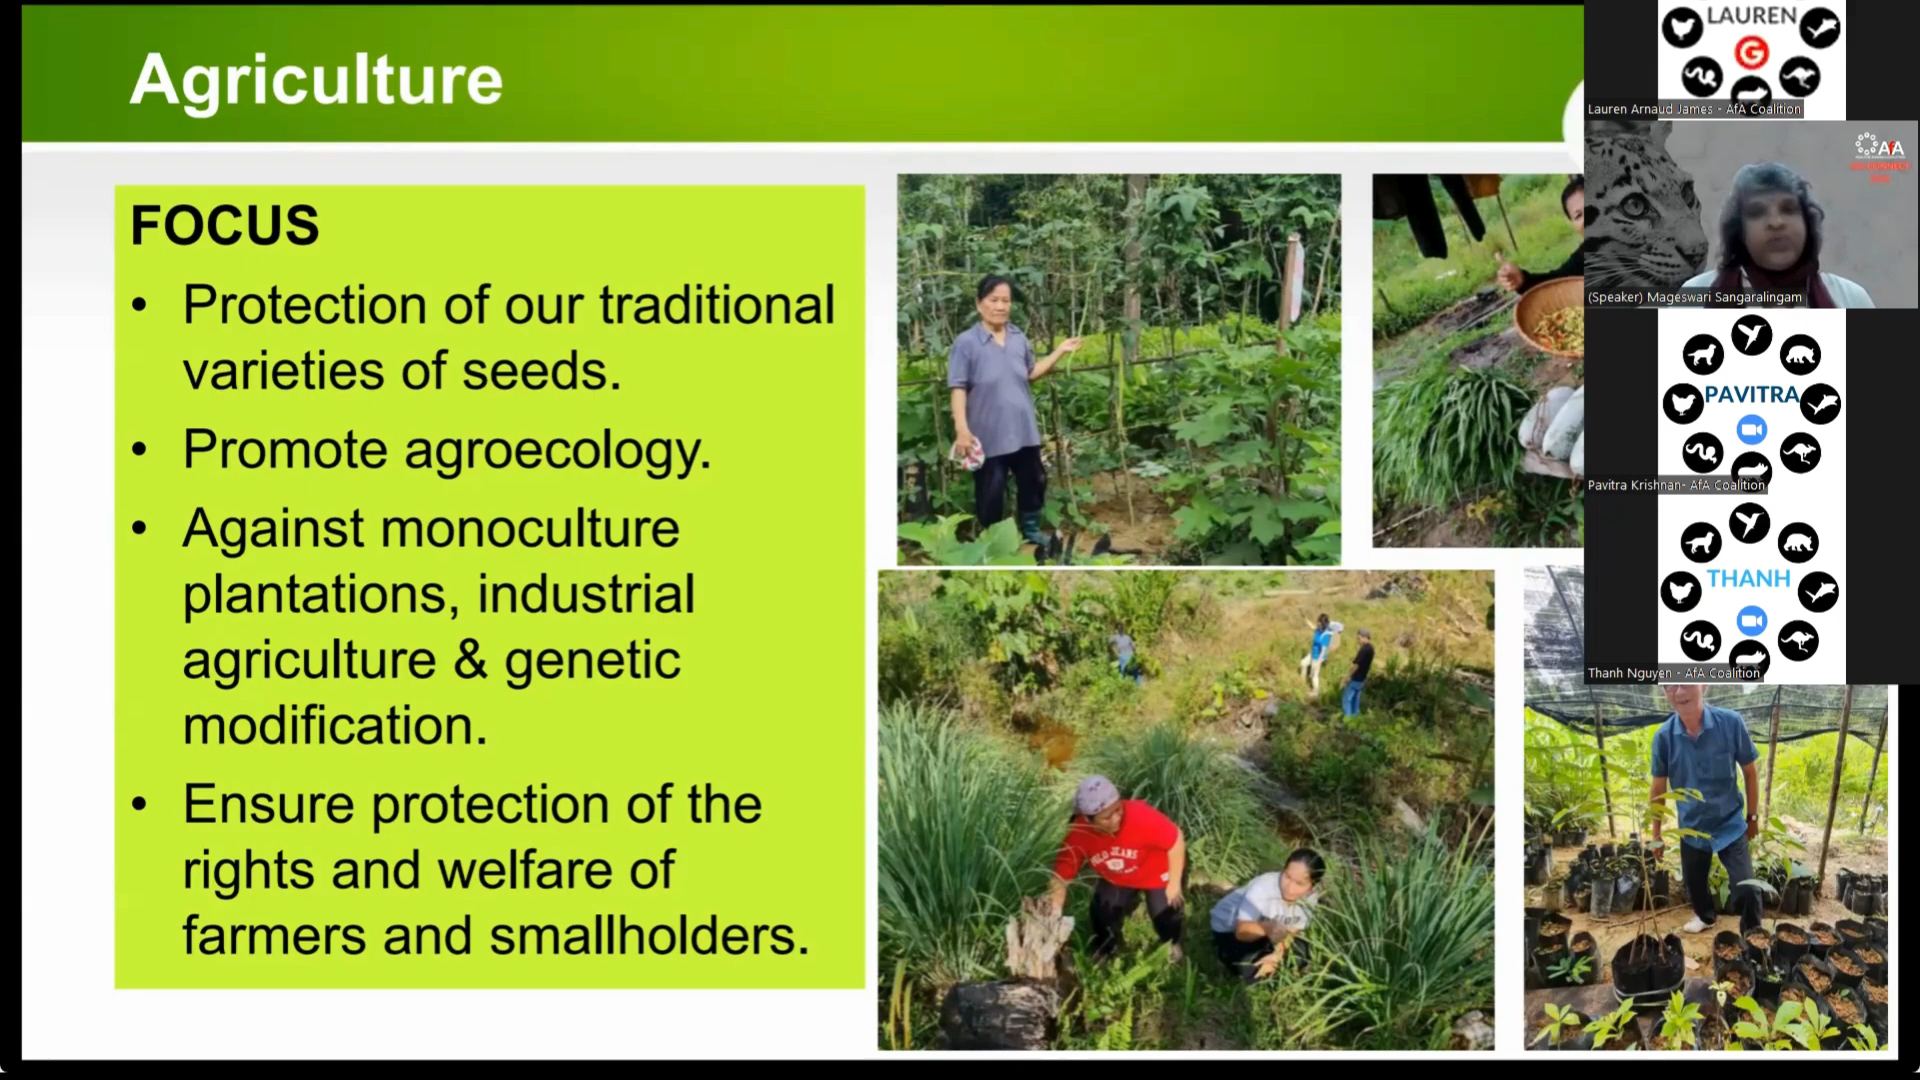 Agriculture
FOCUS
• Protection of our traditional
varieties of seeds.
• Promote agroecology.
• Against monoculture
plantations, industrial
agriculture & genetic
modification.
• Ensure protection of the
rights and welfare of
farmers and smallholders.
LAUREN
G
Lauren Arnaud James - AfA Coalition
AfA
(Speaker) Mageswari Sangaralingam
PAVITRA
Pavitra Krishnan- AfA Coalition
THANH
Thanh Nguyen - AfA Coalition